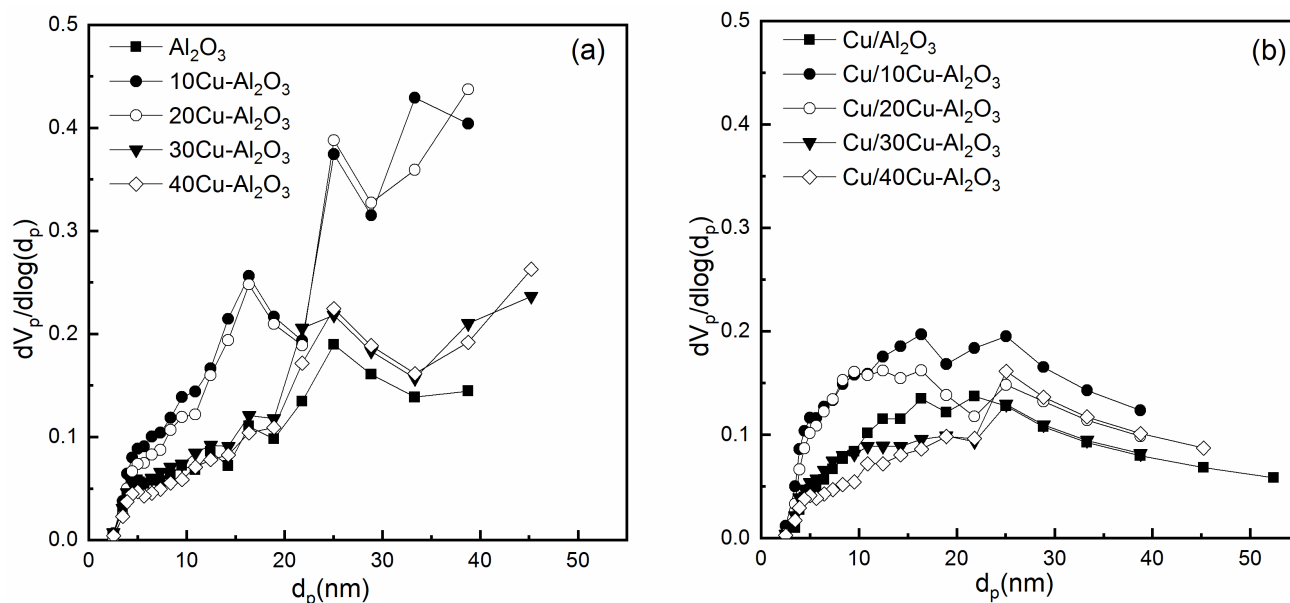 (a)
Al₂O₃
10Cu-Al₂O₃
20Cu-Al₂O₃
30Cu-Al₂O₃
40Cu-Al₂O₃
dVₚ/dlog(dₚ)
0.5
0.4
0.3
0.2
0.1
0.0
0 10 20 30 40 50
dₚ(nm)
(b)
Cu/Al₂O₃
Cu/10Cu-Al₂O₃
Cu/20Cu-Al₂O₃
Cu/30Cu-Al₂O₃
Cu/40Cu-Al₂O₃
dVₚ/dlog(dₚ)
0.5
0.4
0.3
0.2
0.1
0.0
0 10 20 30 40 50
dₚ(nm)